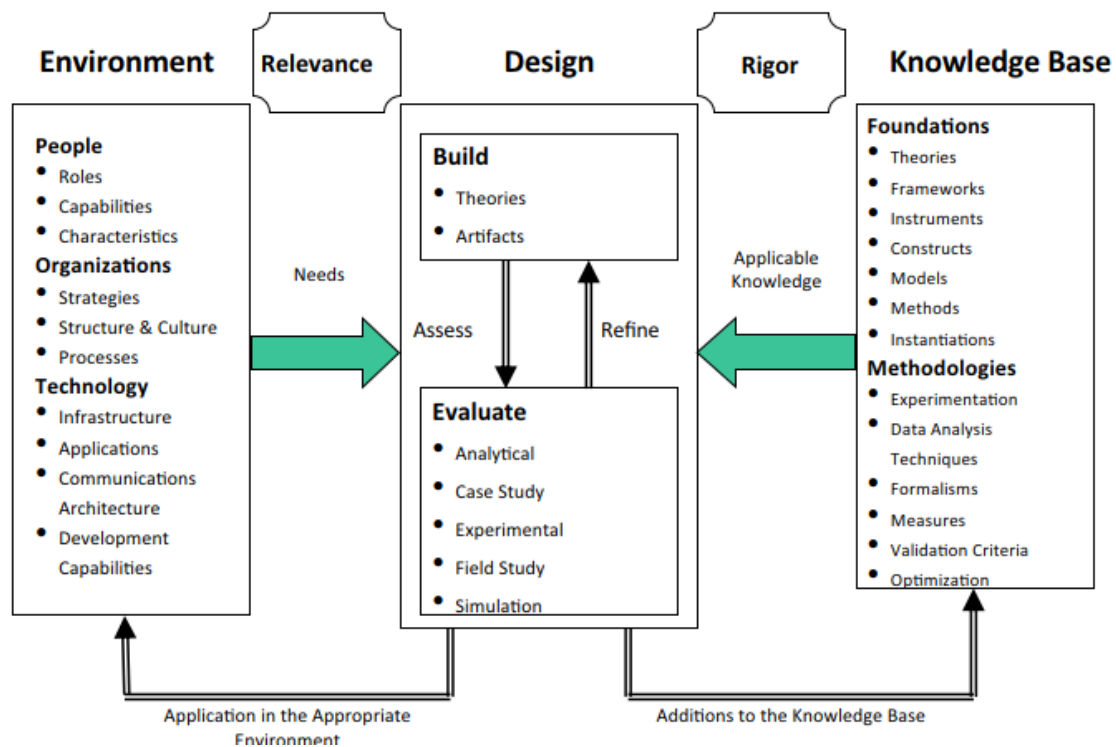 Environment
Relevance
Design
Rigor
Knowledge Base
People
Roles
Capabilities
Characteristics
Organizations
Strategies
Structure & Culture
Processes
Technology
Infrastructure
Applications
Communications
Architecture
Development
Capabilities
Needs
Build
Theories
Artifacts
Assess
Refine
Evaluate
Analytical
Case Study
Experimental
Field Study
Simulation
Applicable
Knowledge
Foundations
Theories
Frameworks
Instruments
Constructs
Models
Methods
Instantiations
Methodologies
Experimentation
Data Analysis
Techniques
Formalisms
Measures
Validation Criteria
Optimization
Application in the Appropriate
Environment
Additions to the Knowledge Base